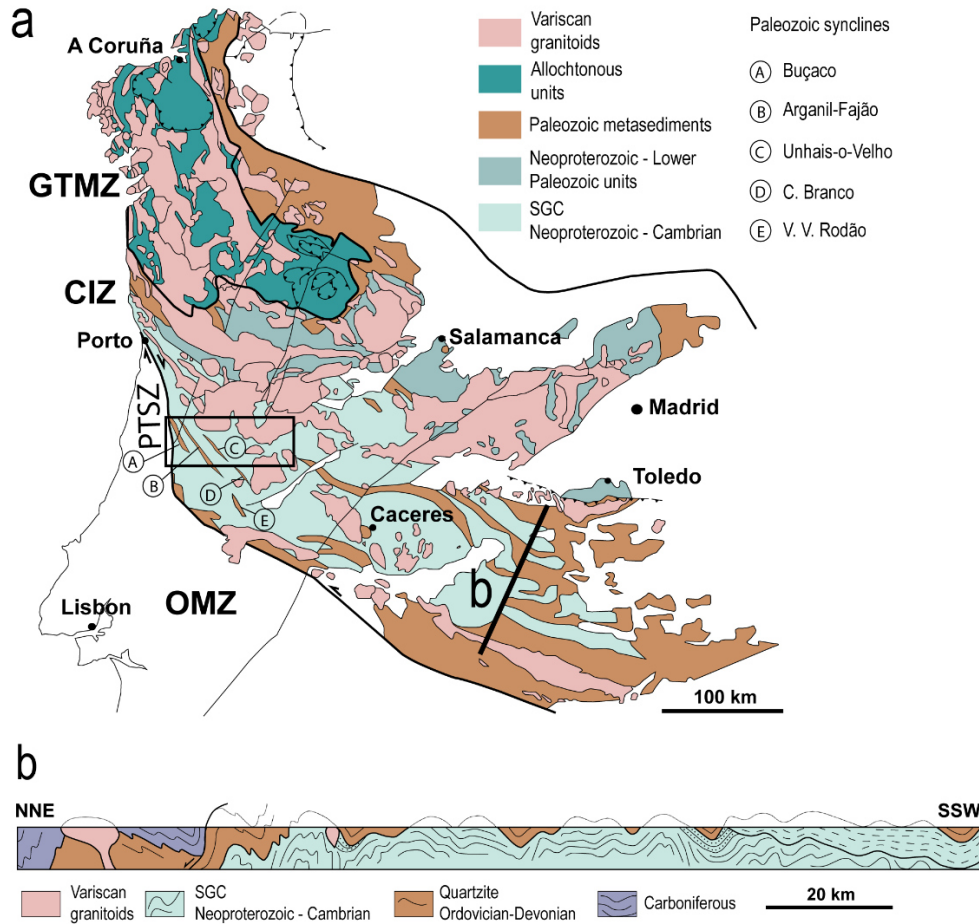 a
A Coruña
GTMZ
CIZ
Porto
PTSZ
Salamanca
Madrid
Toledo
Caceres
Lisbon
OMZ
A
B
C
D
E
b
100 km
Variscan
granitoids
Allochtonous
units
Paleozoic metasediments
Neoproterozoic - Lower
Paleozoic units
SGC
Neoproterozoic - Cambrian
Paleozoic synclines
A Buçaco
B Arganil-Fajão
C Unhais-o-Velho
D C. Branco
E V. V. Rodão
b
NNE
SSW
Variscan
granitoids
SGC
Neoproterozoic - Cambrian
Quartzite
Ordovician-Devonian
Carboniferous
20 km